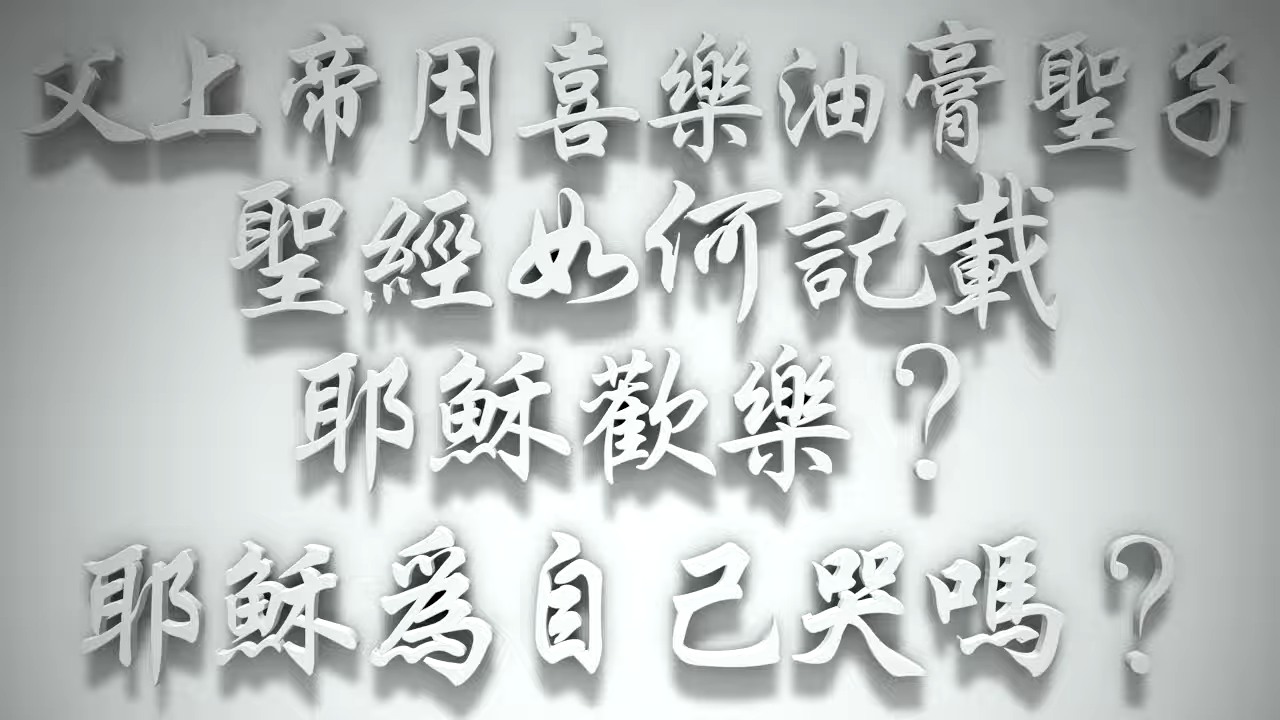 父上帝用喜樂油膏聖子
聖經如何記載
耶穌歡樂?
耶穌為自己哭嗎?